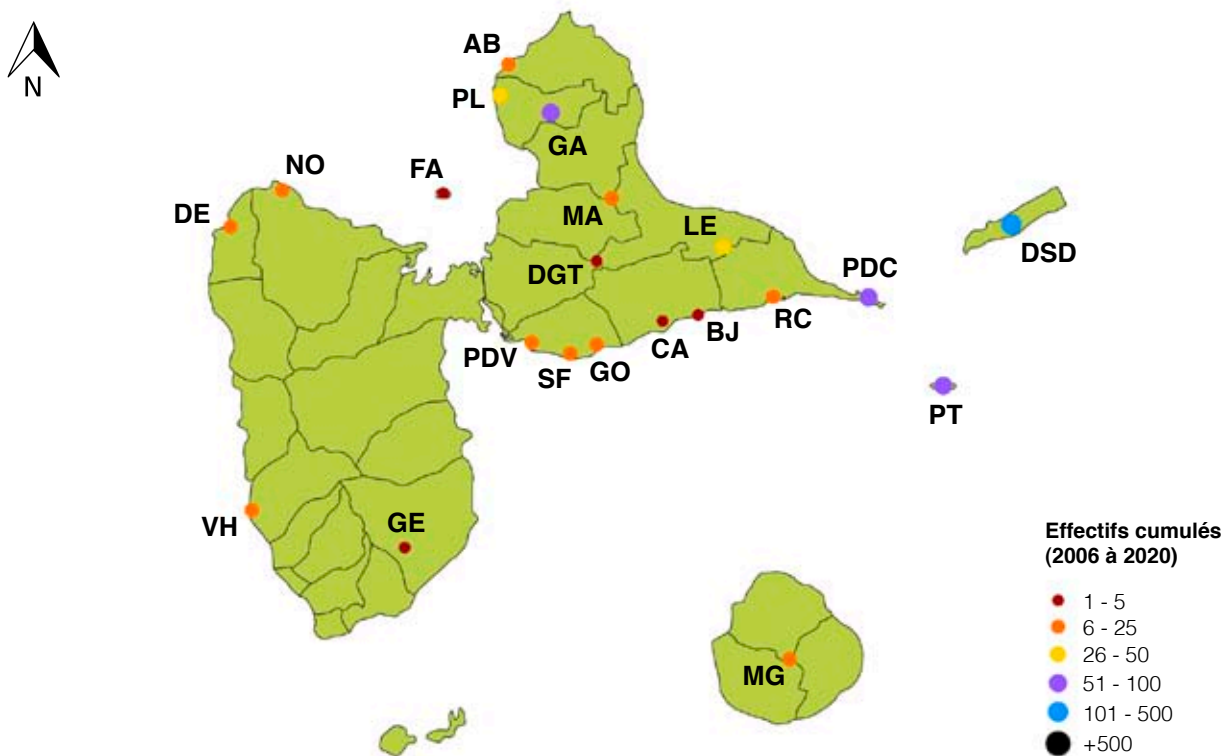 AB
PL
GA
N
NO
FA
DE
MA
LE
DGT
DSD
PDC
RC
BJ
CA
PDV
SF
GO
PT
VH
GE
MG
Effectifs cumulés
(2006 à 2020)
1 - 5
6 - 25
26 - 50
51 - 100
101 - 500
+500